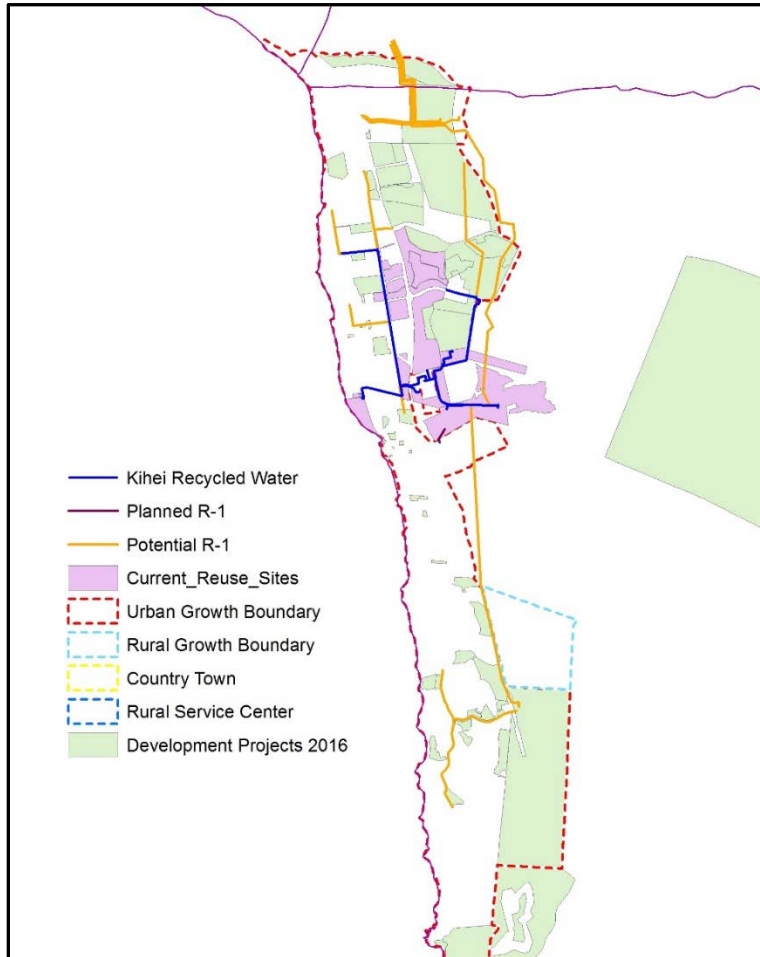 Kihei Recycled Water
Planned R-1
Potential R-1
Current_Reuse_Sites
Urban Growth Boundary
Rural Growth Boundary
Country Town
Rural Service Center
Development Projects 2016